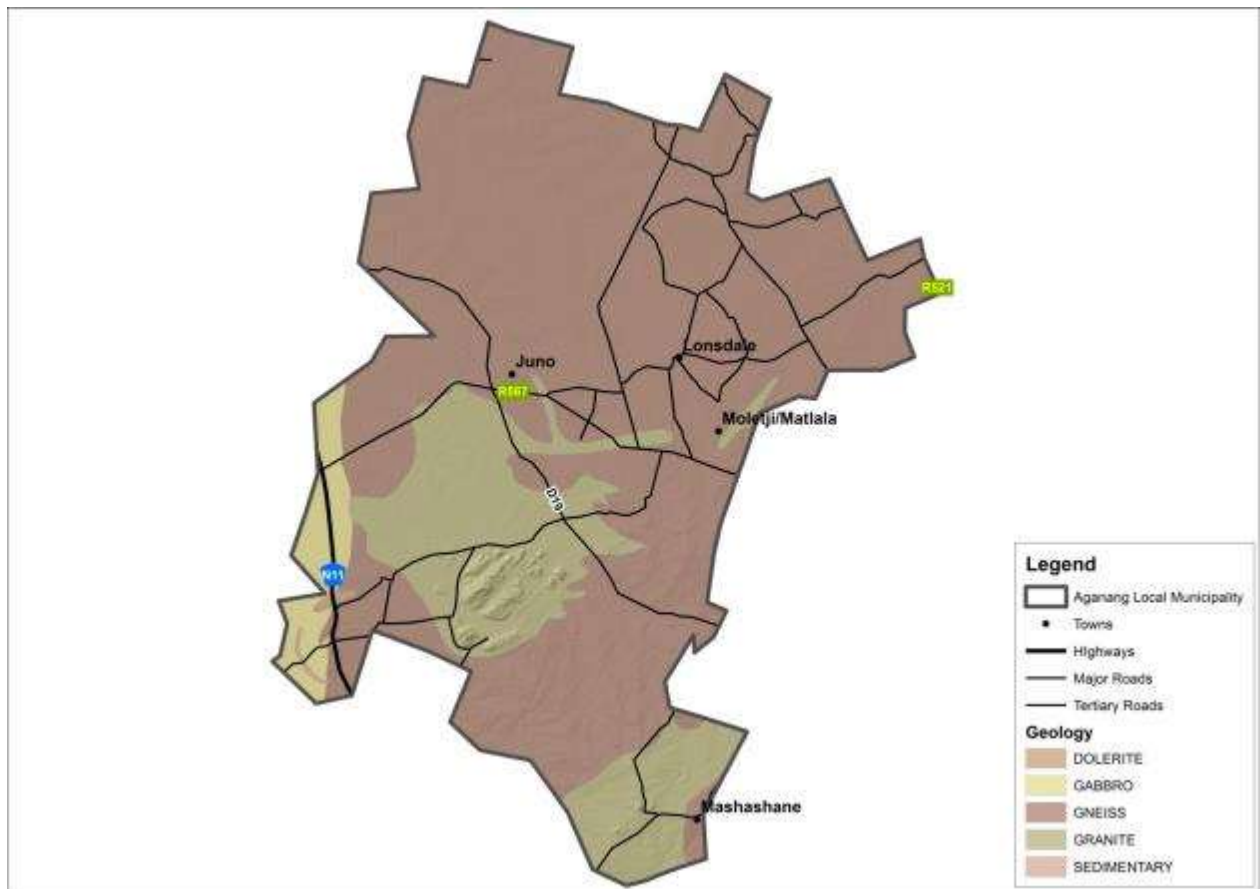 R521
Lonsdale
Juno
R567
Moletji/Matlala
D19
N11
Mashashane
Legend
Aganang Local Municipality
Towns
HIghways
Major Roads
Tertiary Roads
Geology
DOLERITE
GABBRO
GNEISS
GRANITE
SEDIMENTARY